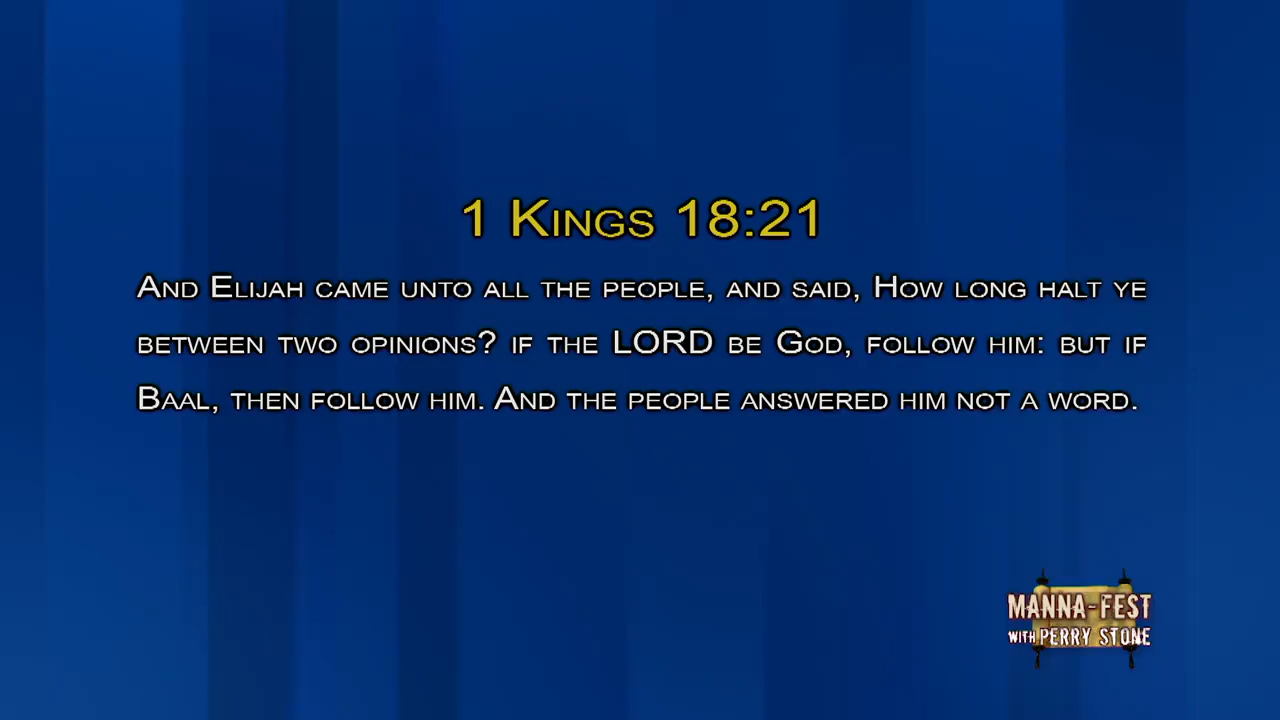 1 Kings 18:21
And Elijah came unto all the people, and said, How long halt ye
between two opinions? if the LORD be God, follow him: but if
Baal, then follow him. And the people answered him not a word.
MANNA-FEST
WITH PERRY STONE